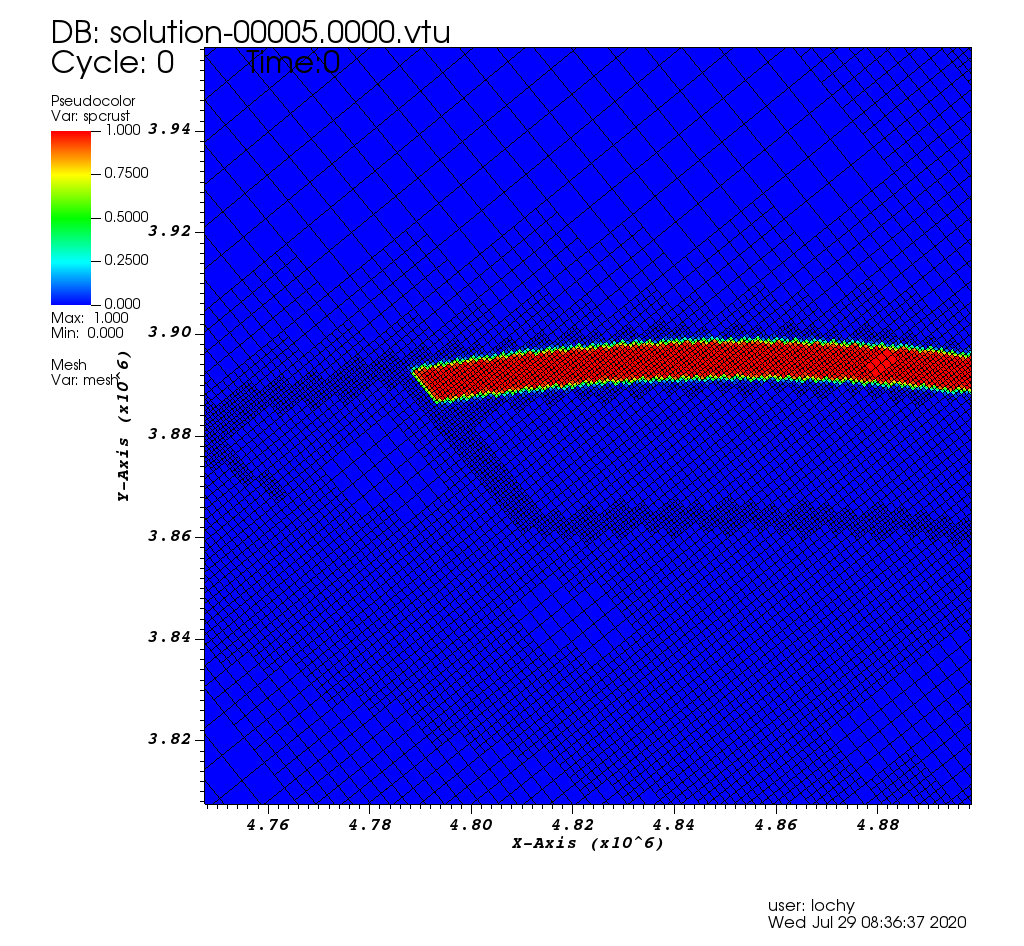 DB: solution-00005.0000.vtu
Cycle: 0 Time:0
Pseudocolor
Var: spcrust
1.000
0.7500
0.5000
0.2500
0.000
Max: 1.000
Min: 0.000
Mesh
Var: mesh
Y-Axis (x10^6)
3.94
3.92
3.90
3.88
3.86
3.84
3.82
4.76 4.78 4.80 4.82 4.84 4.86 4.88
X-Axis (x10^6)
user: lochy
Wed Jul 29 08:36:37 2020